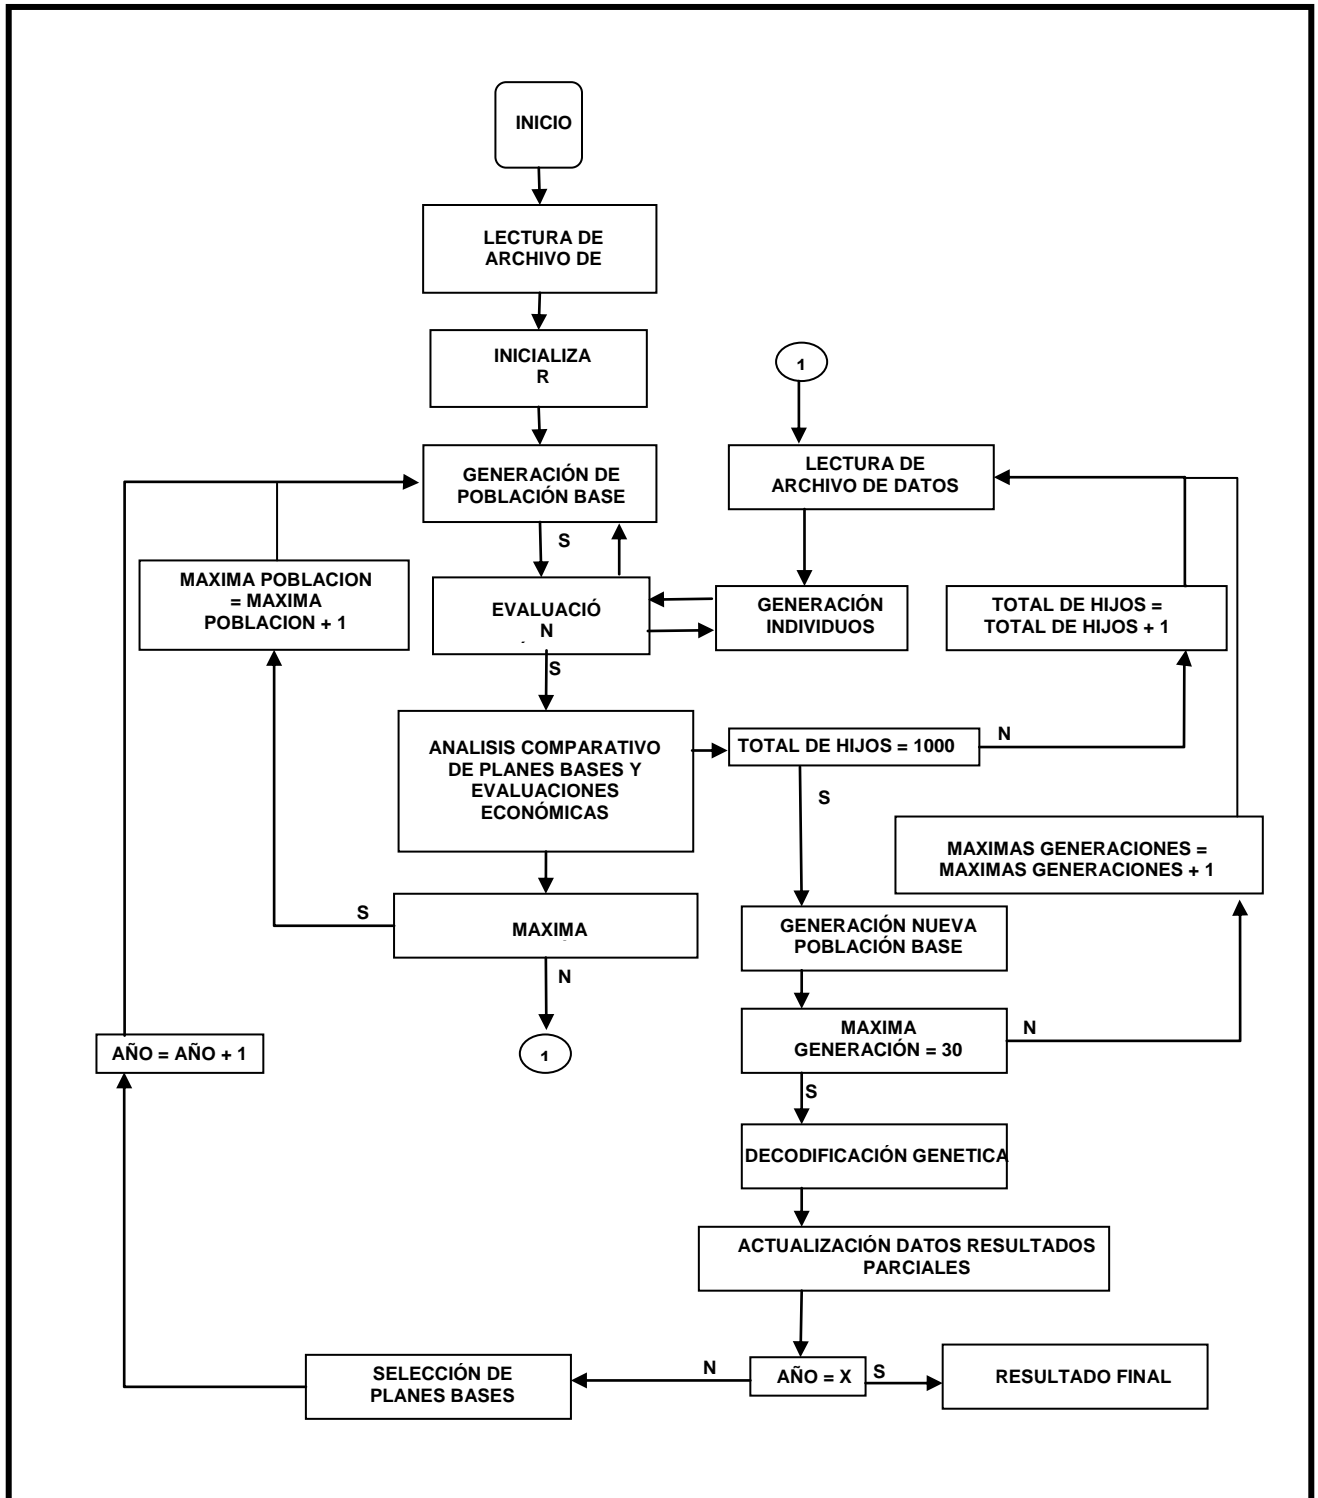 INICIO
LECTURA DE
ARCHIVO DE
INICIALIZA
R
1
GENERACIÓN DE
POBLACIÓN BASE
LECTURA DE
ARCHIVO DE DATOS
S
MAXIMA POBLACION
= MAXIMA
POBLACION + 1
EVALUACIÓ
N
GENERACIÓN
INDIVIDUOS
TOTAL DE HIJOS =
TOTAL DE HIJOS + 1
S
ANALISIS COMPARATIVO
DE PLANES BASES Y
EVALUACIONES
ECONÓMICAS
TOTAL DE HIJOS = 1000
N
S
MAXIMAS GENERACIONES =
MAXIMAS GENERACIONES + 1
S
MAXIMA
GENERACIÓN NUEVA
POBLACIÓN BASE
N
MAXIMA
GENERACIÓN = 30
N
AÑO = AÑO + 1
1
S
DECODIFICACIÓN GENETICA
ACTUALIZACIÓN DATOS RESULTADOS
PARCIALES
SELECCIÓN DE
PLANES BASES
N
AÑO = X
S
RESULTADO FINAL